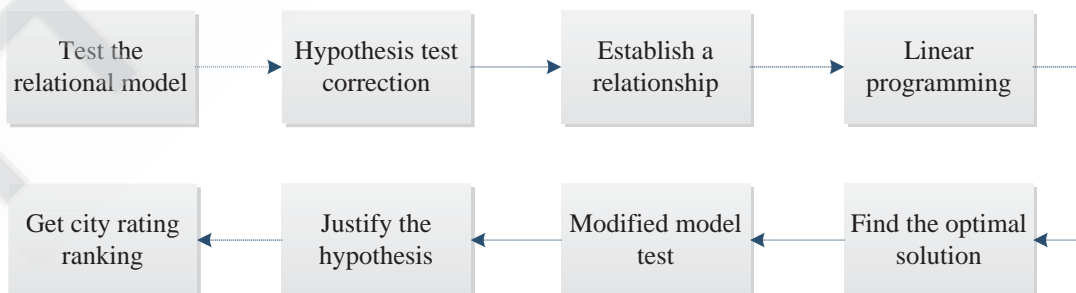 Test the
relational model
Hypothesis test
correction
Establish a
relationship
Linear
programming
Get city rating
ranking
Justify the
hypothesis
Modified model
test
Find the optimal
solution